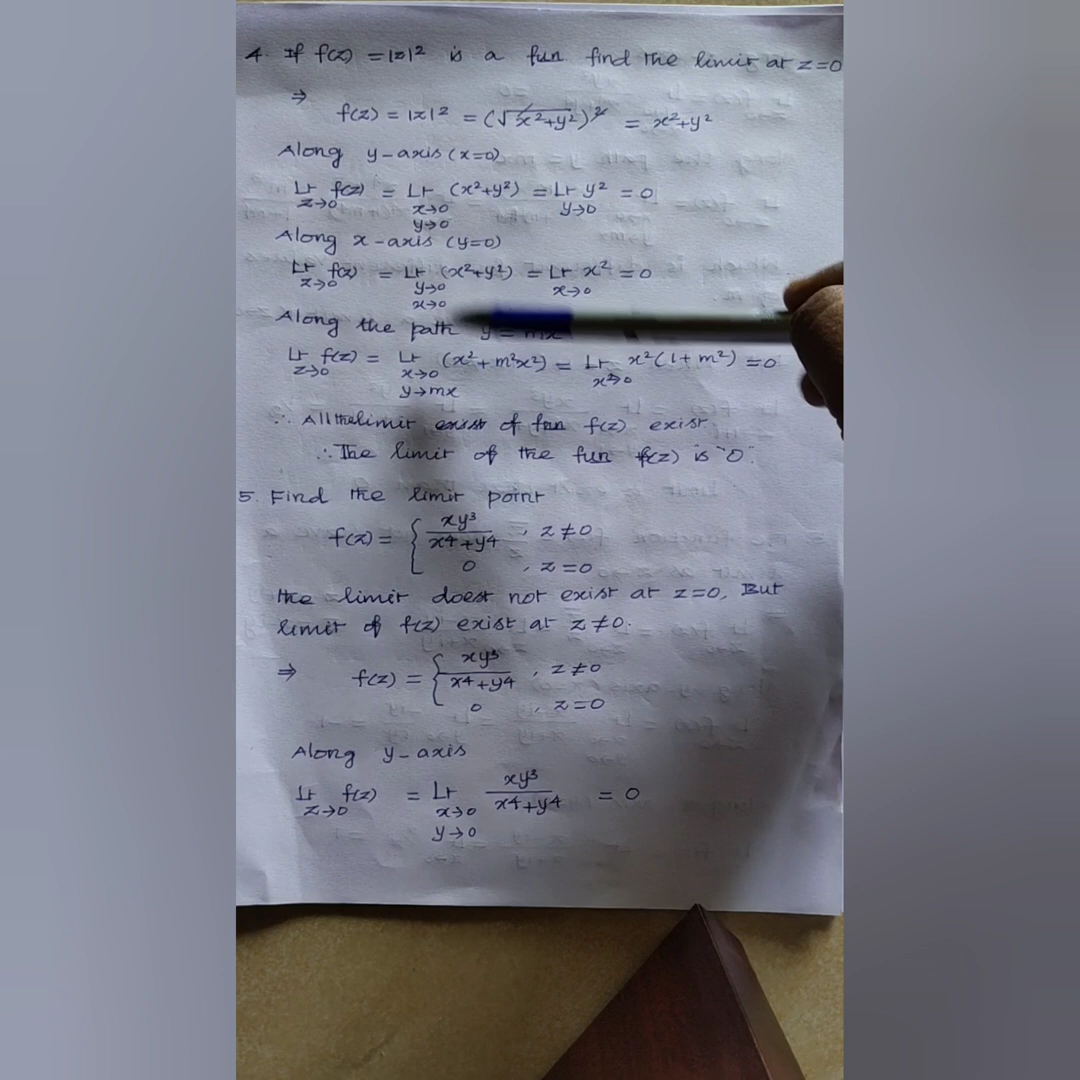 4. If f(z) = |z|² is a fun find the limit at z=0
⇒ f(z) = |z|² = (√x²+y²)² = x²+y²
Along y-axis (x=0)
Lt z→0 f(z) = Lt x→0 y→0 (x²+y²) = Lt y→0 y² = 0
Along x-axis (y=0)
Lt z→0 f(z) = Lt y→0 x→0 (x²+y²) = Lt x→0 x² = 0
Along the path y = mx
Lt z→0 f(z) = Lt x→0 y→mx (x²+m²x²) = Lt x→0 x²(1+m²) = 0
∴ All the limit exist of fun f(z) exist
∴ The limit of the fun f(z) is "0".
5. Find the limit point
f(z) = { xy³/x⁴+y⁴ , z≠0
0 , z=0
the limit does not exist at z=0, But
limit of f(z) exist at z≠0.
⇒ f(z) = { xy³/x⁴+y⁴ , z≠0
0 , z=0
Along y-axis
Lt z→0 f(z) = Lt x→0 y→0 xy³/x⁴+y⁴ = 0